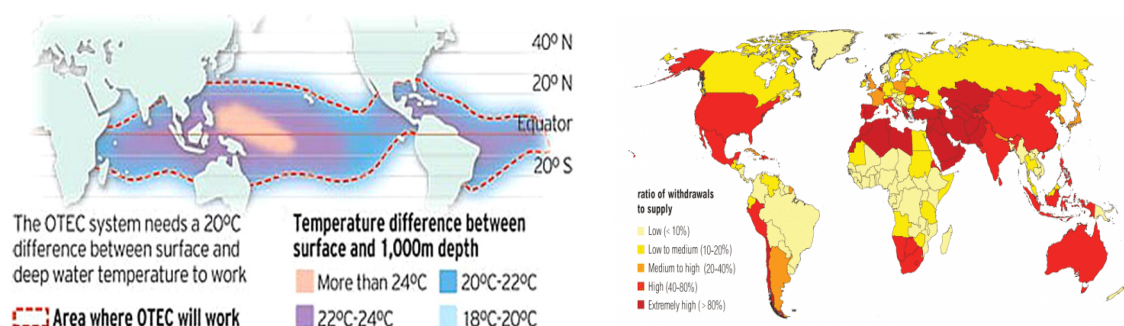 40º N
20º N
Equator
20º S
The OTEC system needs a 20ºC
difference between surface and
deep water temperature to work
Area where OTEC will work
Temperature difference between
surface and 1,000m depth
More than 24ºC
20ºC-22ºC
22ºC-24ºC
18ºC-20ºC
ratio of withdrawals
to supply
Low (< 10%)
Low to medium (10-20%)
Medium to high (20-40%)
High (40-80%)
Extremely high (> 80%)